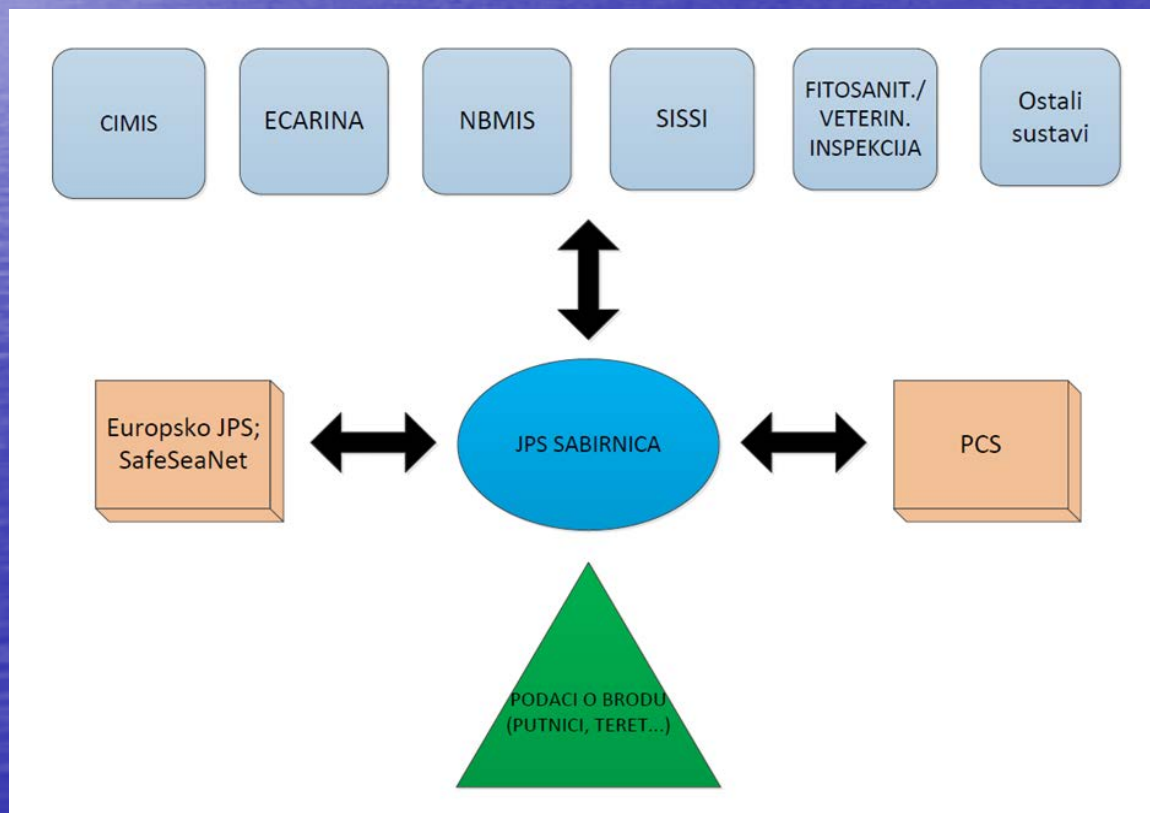 CIMIS
ECARINA
NBMIS
SISSI
FITOSANIT./
VETERIN.
INSPEKCIJA
Ostali
sustavi
Europsko JPS;
SafeSeaNet
JPS SABIRNICA
PCS
PODACI O BRODU
(PUTNICI, TERET...)